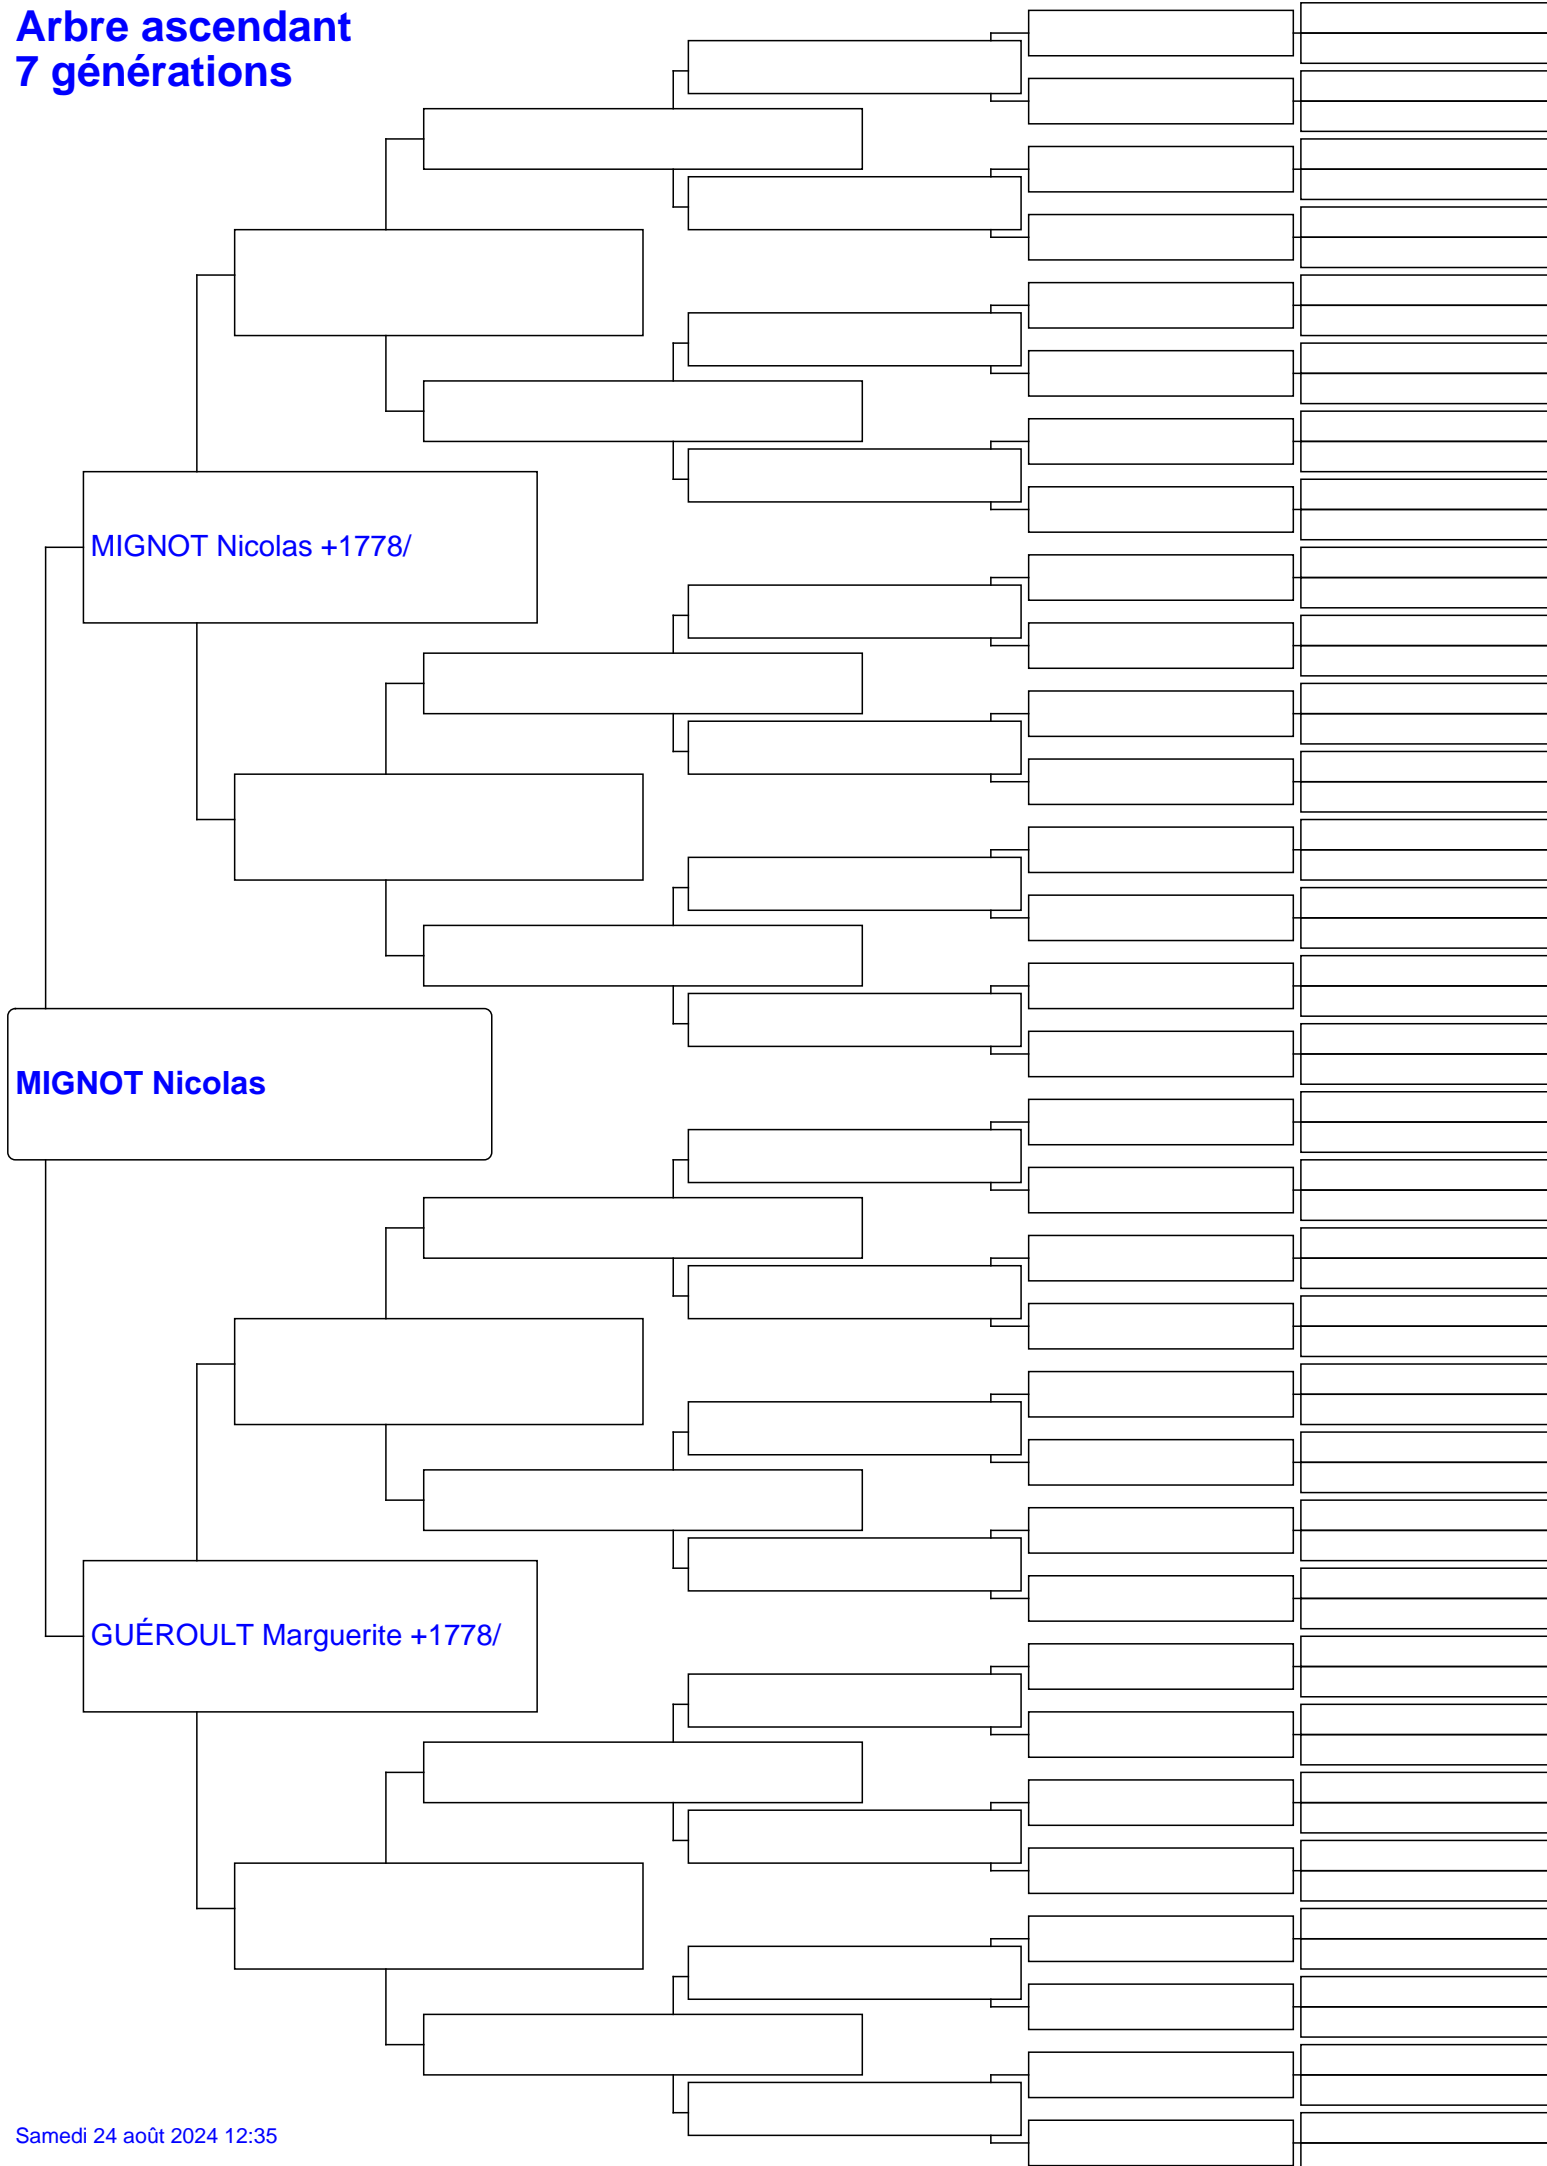 Arbre ascendant
7 générations
MIGNOT Nicolas +1778/
MIGNOT Nicolas
GUÉROULT Marguerite +1778/
Samedi 24 août 2024 12:35